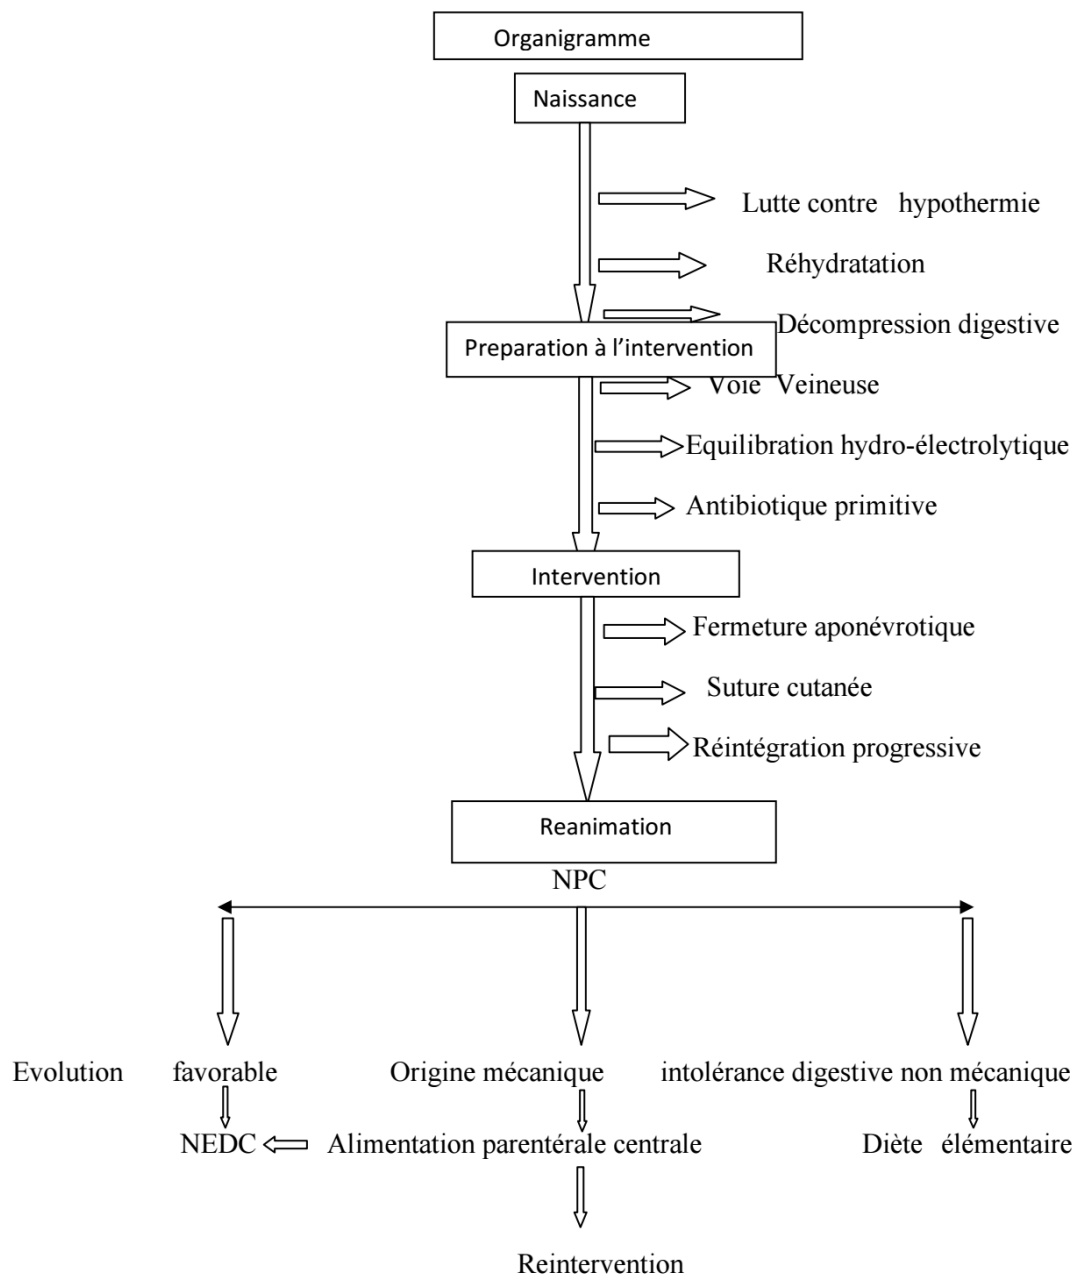 Organigramme
Naissance
Lutte contre hypothermie
Réhydratation
Décompression digestive
Preparation à l’intervention
Voie Veineuse
Equilibration hydro-électrolytique
Antibiotique primitive
Intervention
Fermeture aponévrotique
Suture cutanée
Réintégration progressive
Reanimation
NPC
Evolution favorable Origine mécanique intolérance digestive non mécanique
NEDC Alimentation parentérale centrale Diète élémentaire
Reintervention